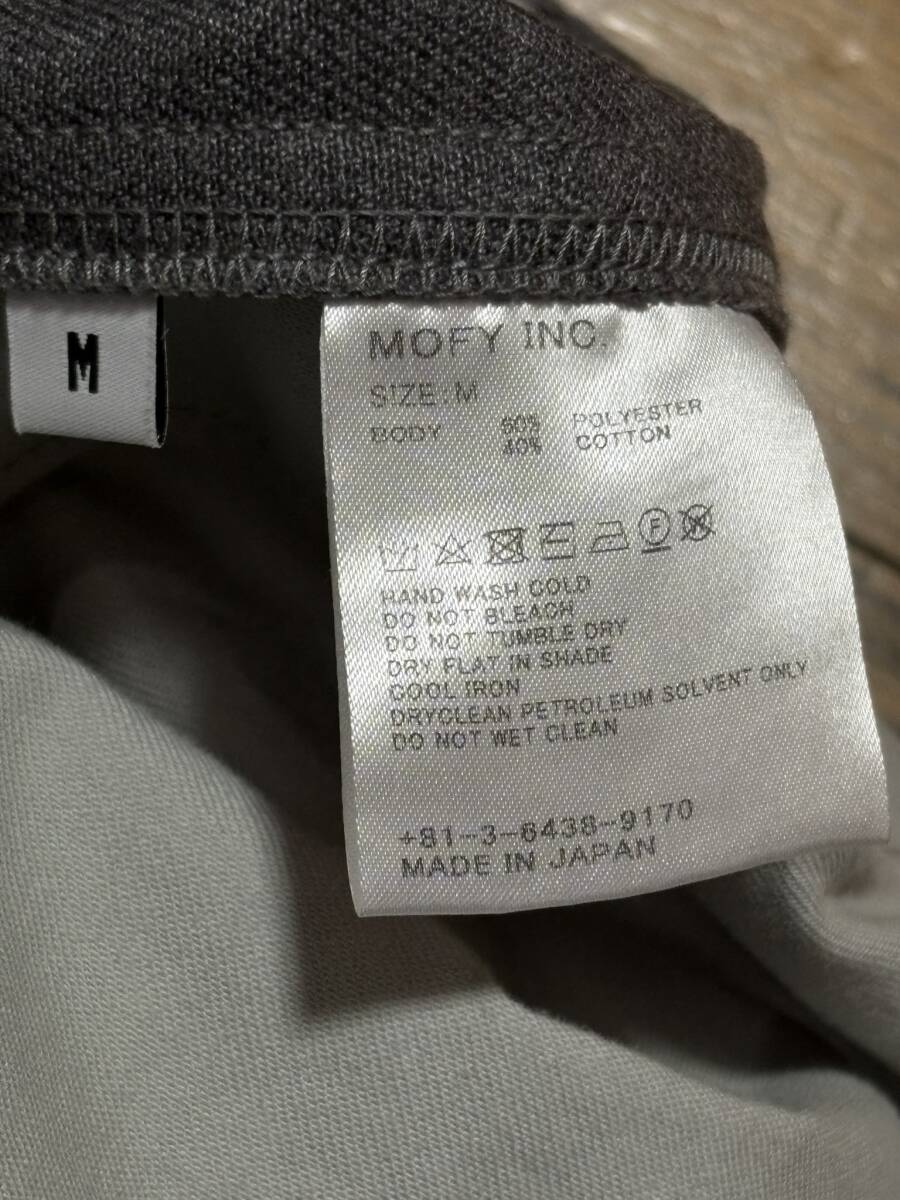 M
MOFY INC.
SIZE:M
BODY 60% POLYESTER
40% COTTON
HAND WASH COLD
DO NOT BLEACH
DO NOT TUMBLE DRY
DRY FLAT IN SHADE
COOL IRON
DRYCLEAN PETROLEUM SOLVENT ONLY
DO NOT WET CLEAN
+81-3-6438-9170
MADE IN JAPAN